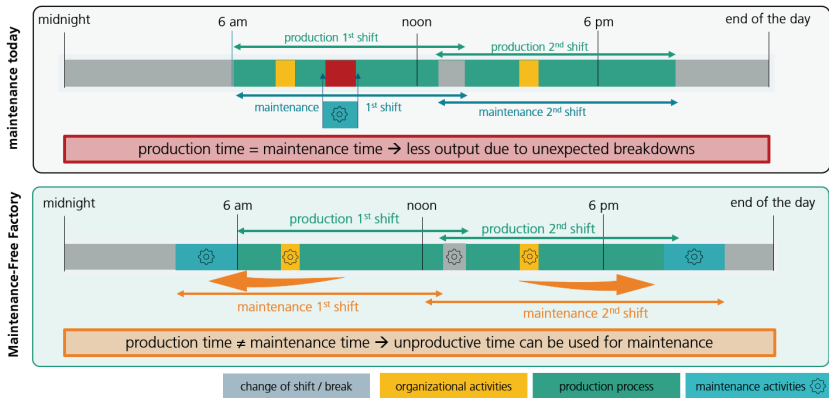 maintenance today
midnight
6 am
noon
6 pm
end of the day
production 1st shift
production 2nd shift
maintenance 1st shift
maintenance 2nd shift
production time = maintenance time → less output due to unexpected breakdowns
Maintenance-Free Factory
midnight
6 am
noon
6 pm
end of the day
production 1st shift
production 2nd shift
maintenance 1st shift
maintenance 2nd shift
production time ≠ maintenance time → unproductive time can be used for maintenance
change of shift / break
organizational activities
production process
maintenance activities